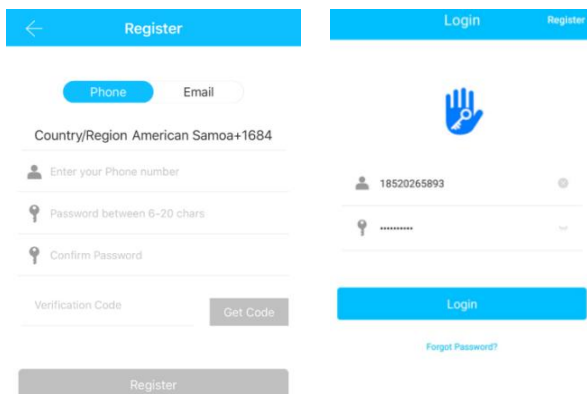 Register
Phone Email
Country/Region American Samoa+1684
Enter your Phone number
Password between 6-20 chars
Confirm Password
Verification Code Get Code
Register
Login Register
18520265893
••••••••••
Login
Forgot Password?